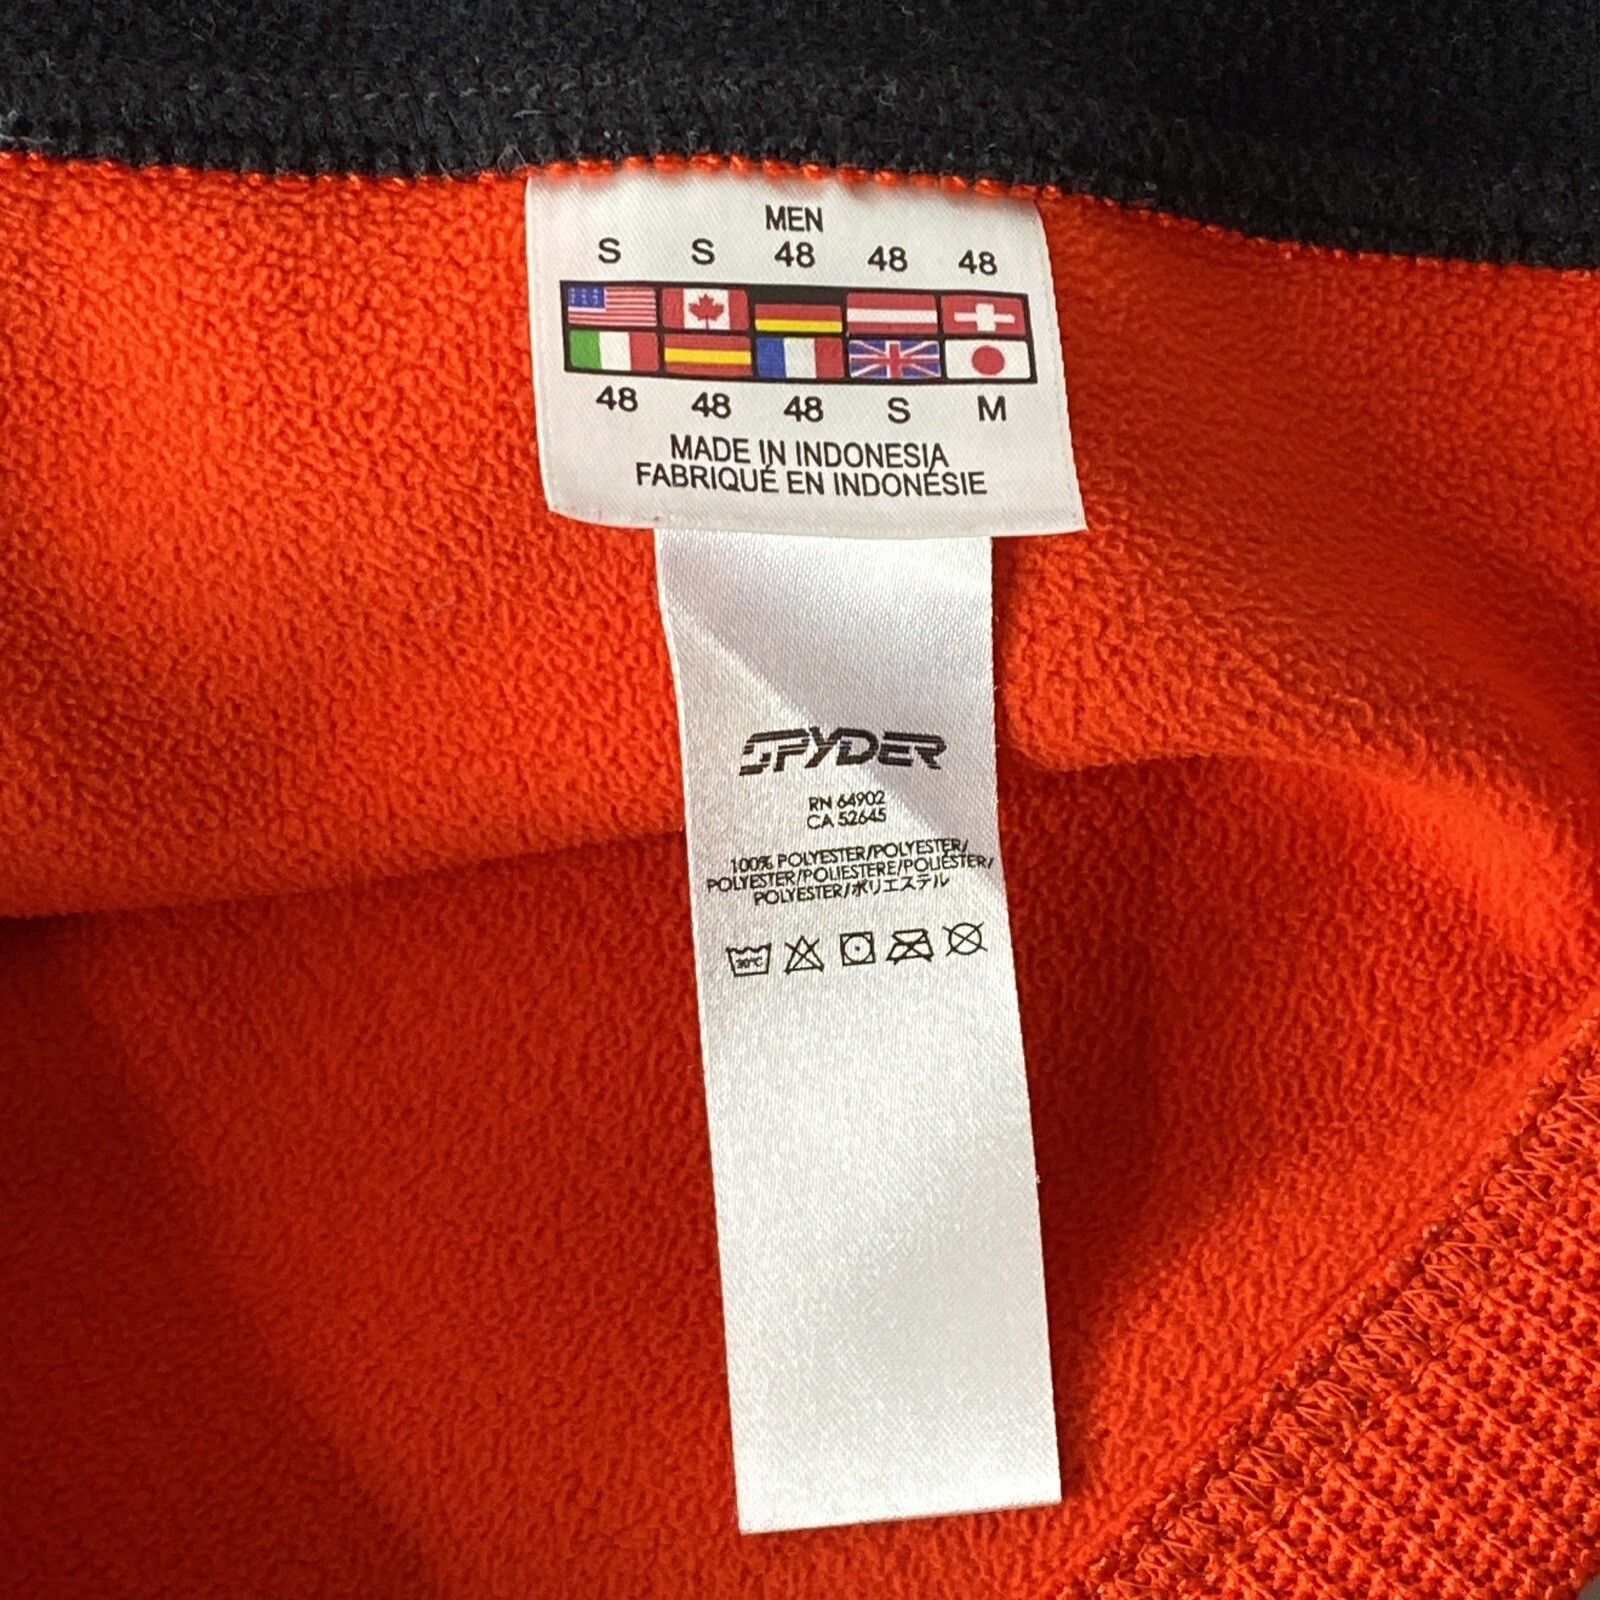 MEN
S S 48 48 48
48 48 48 S M
MADE IN INDONESIA
FABRIQUÉ EN INDONÉSIE
SPYDER
RN 64902
CA 52645
100% POLYESTER/POLYESTER/
POLYESTER/POLIESTERE/POLIÉSTER/
POLYESTER/ポリエステル
30°C